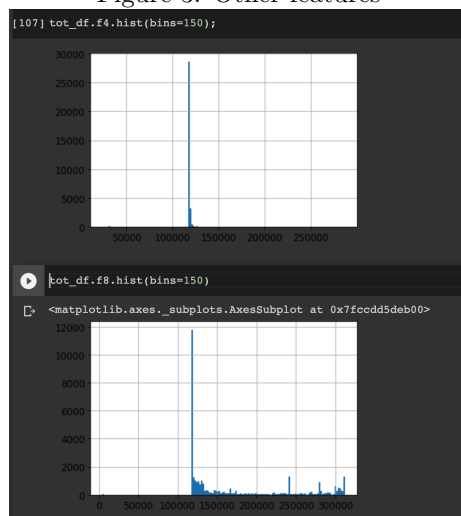 Figure 3: Other features
[107] tot_df.f4.hist(bins=150);
30000
25000
20000
15000
10000
5000
0
50000 100000 150000 200000 250000
tot_df.f8.hist(bins=150)
<matplotlib.axes._subplots.AxesSubplot at 0x7fccdd5deb00>
12000
10000
8000
6000
4000
2000
0
0 50000 100000 150000 200000 250000 300000